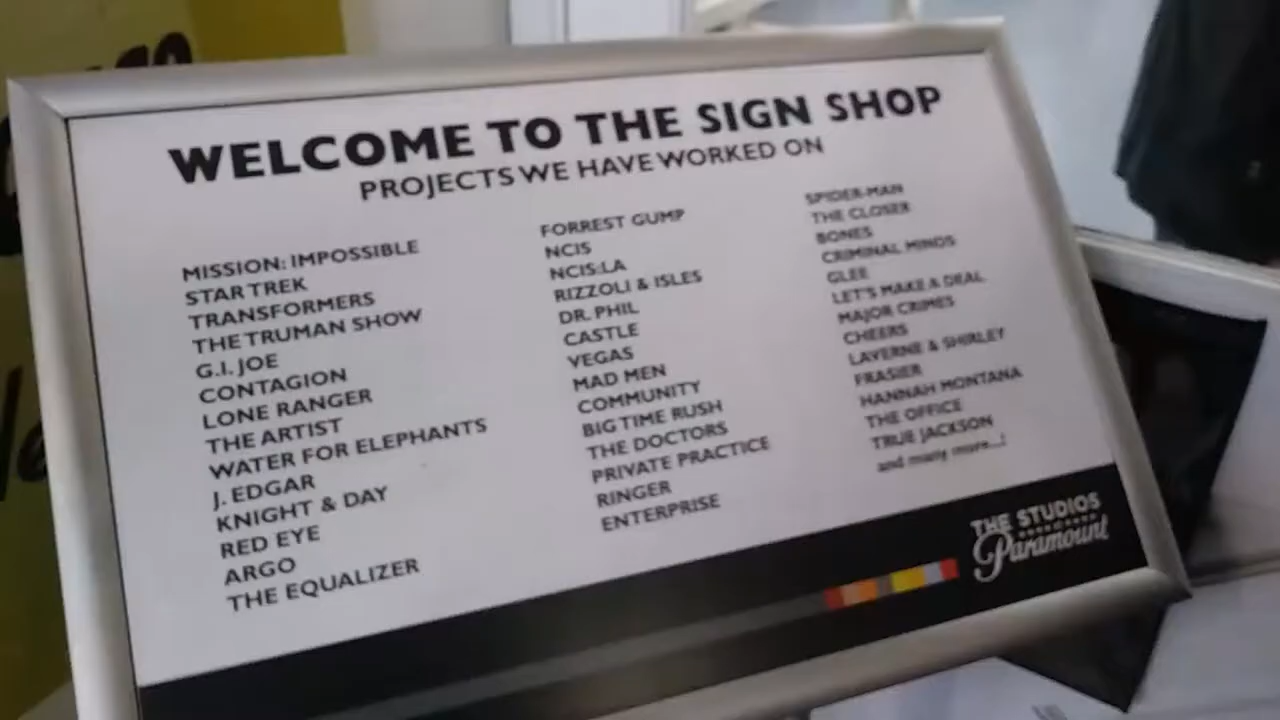 WELCOME TO THE SIGN SHOP
PROJECTS WE HAVE WORKED ON
MISSION: IMPOSSIBLE
STAR TREK
TRANSFORMERS
THE TRUMAN SHOW
G.I. JOE
CONTAGION
LONE RANGER
THE ARTIST
WATER FOR ELEPHANTS
J. EDGAR
KNIGHT & DAY
RED EYE
ARGO
THE EQUALIZER
FORREST GUMP
NCIS
NCIS:LA
RIZZOLI & ISLES
DR. PHIL
CASTLE
VEGAS
MAD MEN
COMMUNITY
BIG TIME RUSH
THE DOCTORS
PRIVATE PRACTICE
RINGER
ENTERPRISE
SPIDER-MAN
THE CLOSER
BONES
CRIMINAL MINDS
GLEE
LET'S MAKE A DEAL
MAJOR CRIMES
CHEERS
LAVERNE & SHIRLEY
FRASIER
HANNAH MONTANA
THE OFFICE
TRUE JACKSON
and many more...!
THE STUDIOS
Paramount